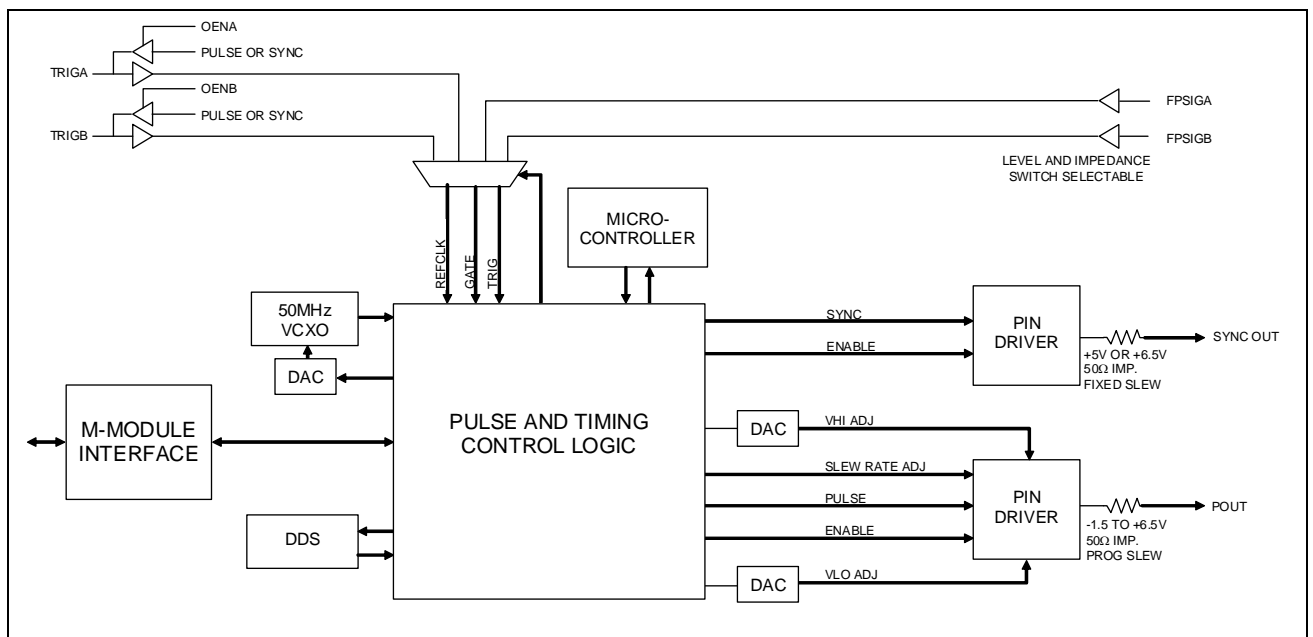 OENA
PULSE OR SYNC
TRIGA
OENB
PULSE OR SYNC
TRIGB
FPSIGA
FPSIGB
LEVEL AND IMPEDANCE
SWITCH SELECTABLE
REFCLK
GATE
TRIG
MICRO-
CONTROLLER
50MHz
VCXO
DAC
M-MODULE
INTERFACE
DDS
PULSE AND TIMING
CONTROL LOGIC
SYNC
ENABLE
PIN
DRIVER
+5V OR +6.5V
50Ω IMP.
FIXED SLEW
SYNC OUT
DAC
VHI ADJ
SLEW RATE ADJ
PULSE
ENABLE
DAC
VLO ADJ
PIN
DRIVER
-1.5 TO +6.5V
50Ω IMP.
PROG SLEW
POUT